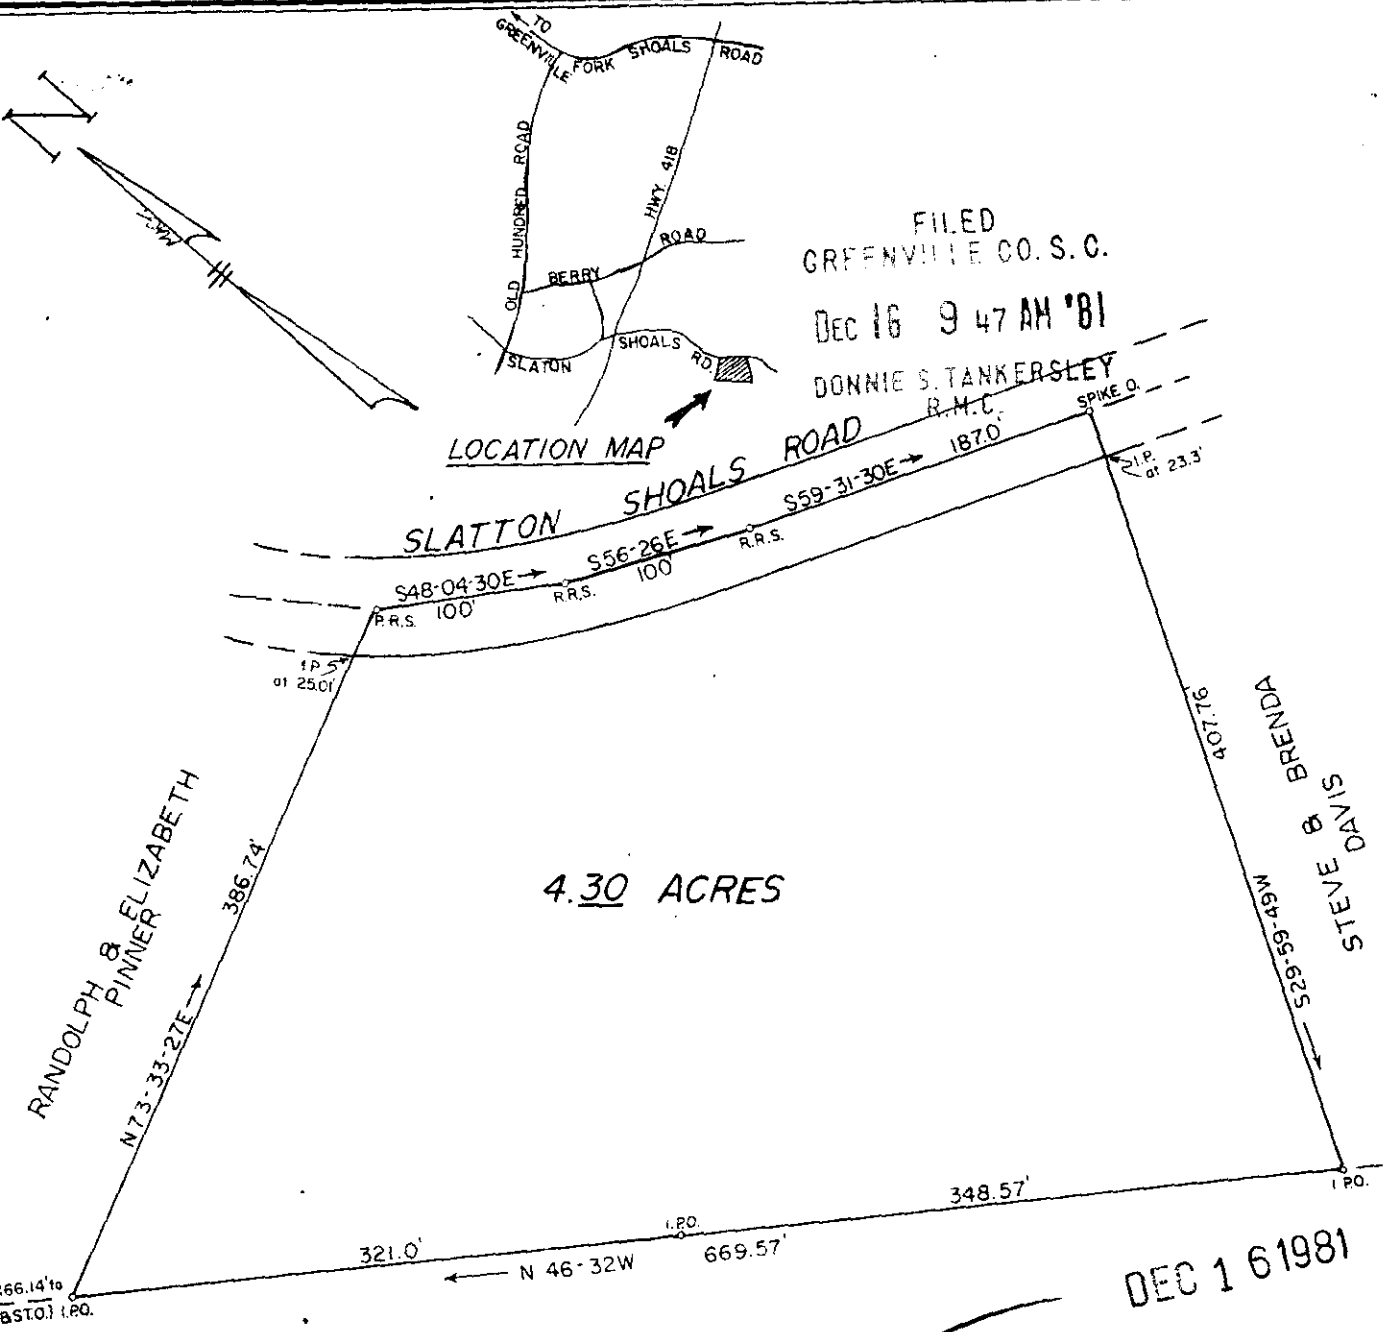 TO
GREENVILLE
FORK SHOALS ROAD
OLD HUNDRED ROAD
HWY. 418
BERRY ROAD
SLATON SHOALS RD.
LOCATION MAP
N
MAG.
FILED
GREENVILLE CO. S. C.
DEC 16 9 47 AM '81
DONNIE S. TANKERSLEY
R.M.C.
SLATTON SHOALS ROAD
SPIKE O.
I.P.
at 23.3'
S59-31-30E
187.0'
R.R.S.
S56-26E
100'
R.R.S.
S48-04-30E
100'
P.R.S.
I.P.
at 25.01'
RANDOLPH & ELIZABETH
PINNER
386.74'
N73-33-27E
4.30 ACRES
407.76'
S29-59-49W
STEVE & BRENDA
DAVIS
I.P.O.
348.57'
I.P.O.
669.57'
321.0'
N 46-32W
66.14' to
I.P.O.
DEC 16 1981